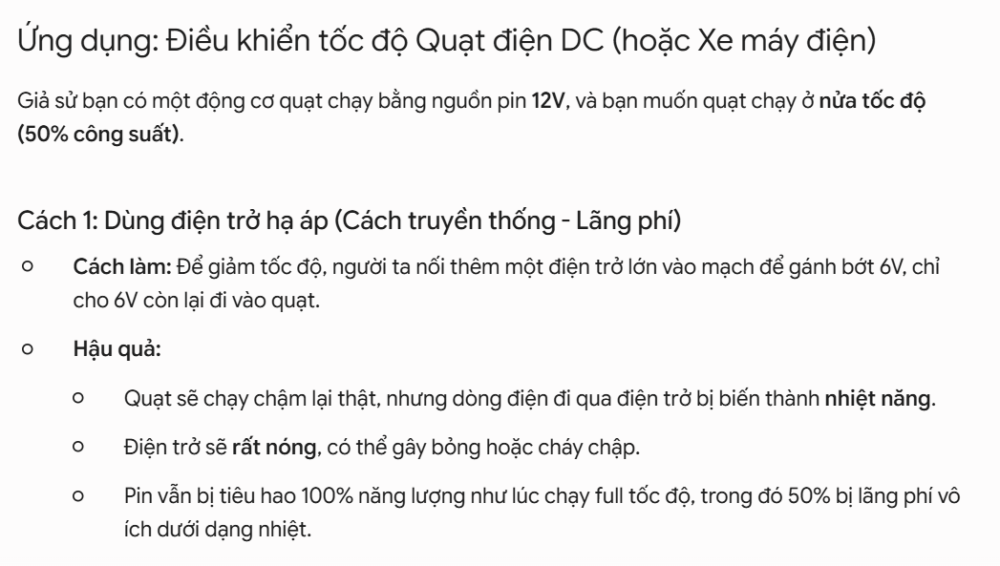 Ứng dụng: Điều khiển tốc độ Quạt điện DC (hoặc Xe máy điện)
Giả sử bạn có một động cơ quạt chạy bằng nguồn pin 12V, và bạn muốn quạt chạy ở nửa tốc độ
(50% công suất).
Cách 1: Dùng điện trở hạ áp (Cách truyền thống - Lãng phí)
Cách làm: Để giảm tốc độ, người ta nối thêm một điện trở lớn vào mạch để gánh bớt 6V, chỉ
cho 6V còn lại đi vào quạt.
Hậu quả:
Quạt sẽ chạy chậm lại thật, nhưng dòng điện đi qua điện trở bị biến thành nhiệt năng.
Điện trở sẽ rất nóng, có thể gây bỏng hoặc cháy chập.
Pin vẫn bị tiêu hao 100% năng lượng như lúc chạy full tốc độ, trong đó 50% bị lãng phí vô
ích dưới dạng nhiệt.